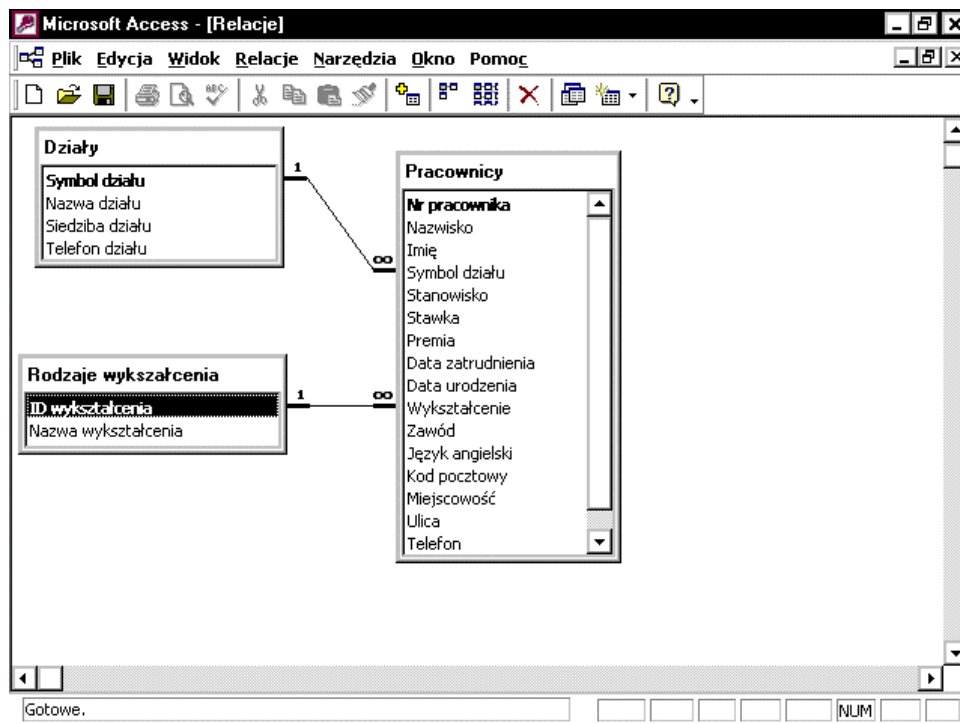 Microsoft Access - [Relacje]
Plik Edycja Widok Relacje Narzędzia Okno Pomoc
ABC
Działy
Symbol działu
Nazwa działu
Siedziba działu
Telefon działu
1
∞
Pracownicy
Nr pracownika
Nazwisko
Imię
Symbol działu
Stanowisko
Stawka
Premia
Data zatrudnienia
Data urodzenia
Wykształcenie
Zawód
Język angielski
Kod pocztowy
Miejscowość
Ulica
Telefon
Rodzaje wykszałcenia
ID wykształcenia
Nazwa wykształcenia
1
∞
Gotowe.
NUM